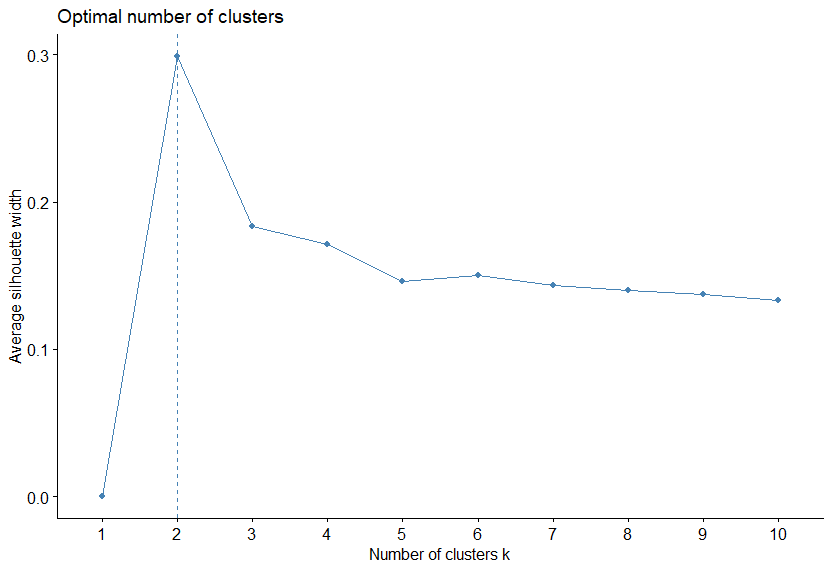 Optimal number of clusters
Average silhouette width
0.3
0.2
0.1
0.0
1 2 3 4 5 6 7 8 9 10
Number of clusters k